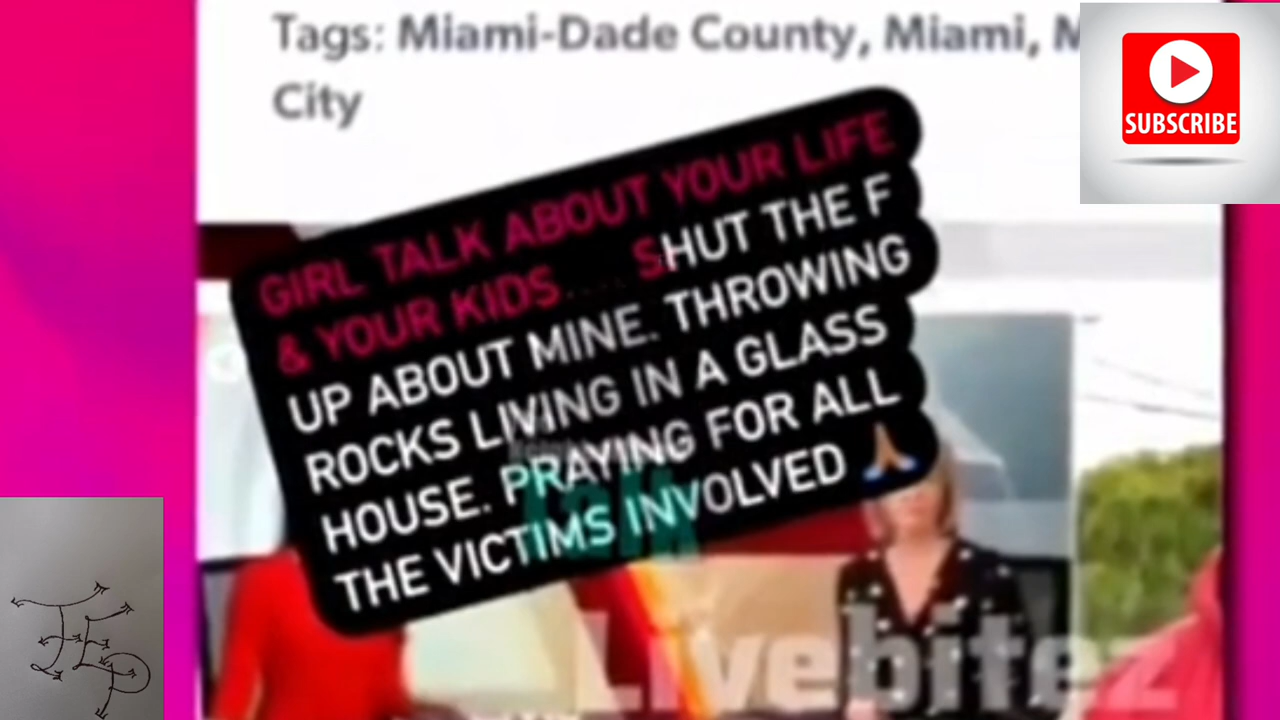 Tags: Miami-Dade County, Miami, M
City
SUBSCRIBE
GIRL TALK ABOUT YOUR LIFE
& YOUR KIDS.... SHUT THE F
UP ABOUT MINE. THROWING
ROCKS LIVING IN A GLASS
HOUSE. PRAYING FOR ALL
THE VICTIMS INVOLVED 🙏
Talk
Livebitez